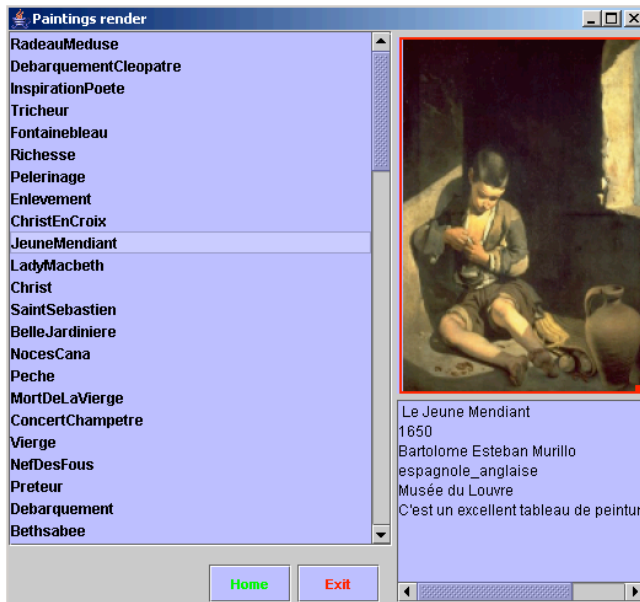 Paintings render
RadeauMeduse
DebarquementCleopatre
InspirationPoete
Tricheur
Fontainebleau
Richesse
Pelerinage
Enlevement
ChristEnCroix
JeuneMendiant
LadyMacbeth
Christ
SaintSebastien
BelleJardiniere
NocesCana
Peche
MortDeLaVierge
ConcertChampetre
Vierge
NefDesFous
Preteur
Debarquement
Bethsabee
Home
Exit
Le Jeune Mendiant
1650
Bartolome Esteban Murillo
espagnole_anglaise
Musée du Louvre
C'est un excellent tableau de peintur